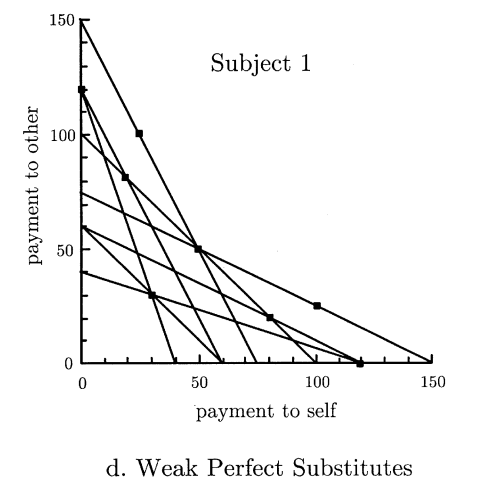 150
Subject 1
100
50
0
payment to other
0
50
100
150
payment to self
d. Weak Perfect Substitutes